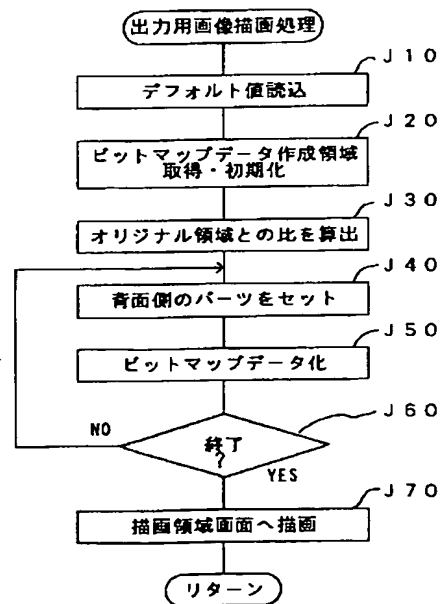 出力用画像描画処理
J10
デフォルト値読込
J20
ビットマップデータ作成領域
取得・初期化
J30
オリジナル領域との比を算出
J40
背面側のパーツをセット
J50
ビットマップデータ化
J60
終了
?
NO
YES
J70
描画領域画面へ描画
リターン